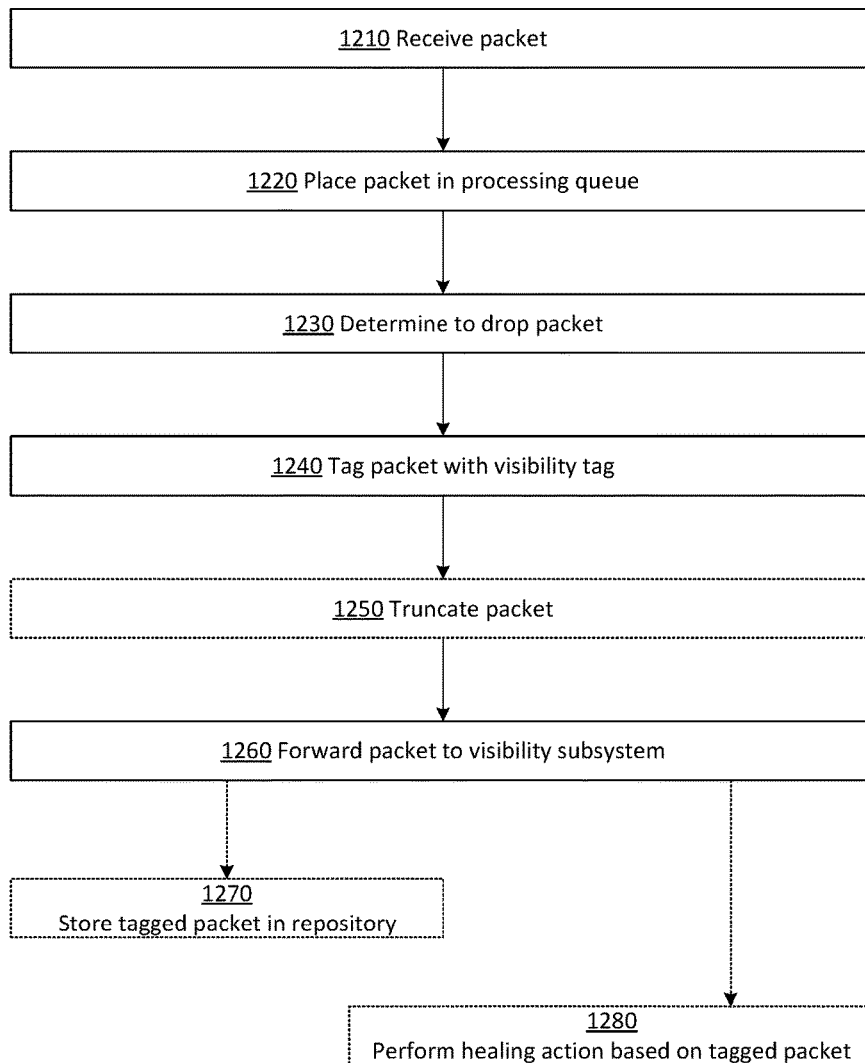 1210 Receive packet
1220 Place packet in processing queue
1230 Determine to drop packet
1240 Tag packet with visibility tag
1250 Truncate packet
1260 Forward packet to visibility subsystem
1270
Store tagged packet in repository
1280
Perform healing action based on tagged packet